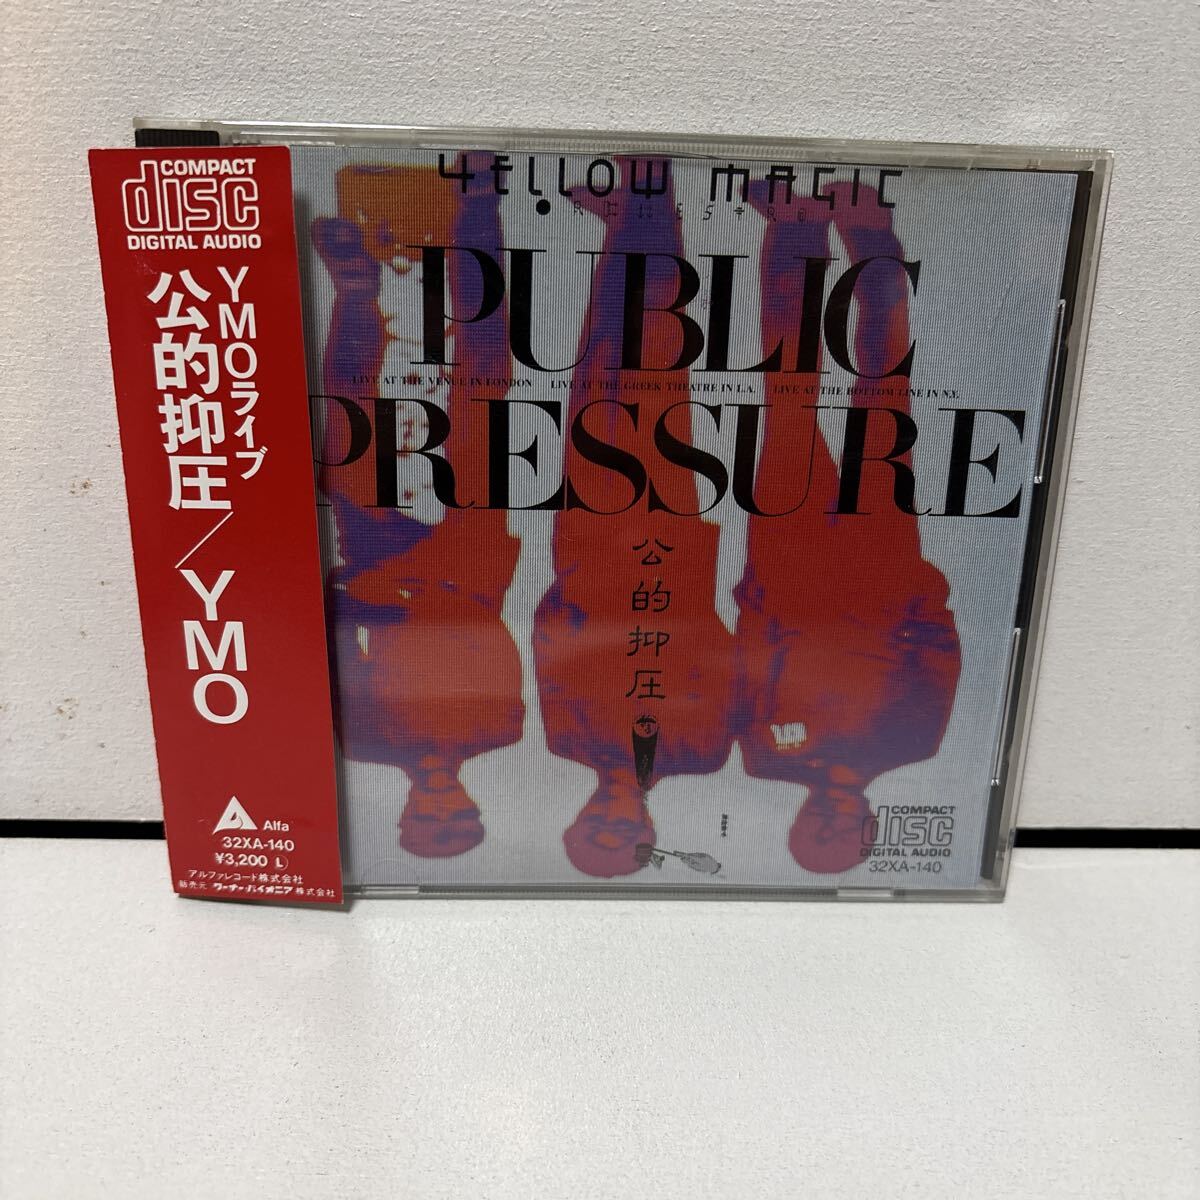 COMPACT
disc
DIGITAL AUDIO
YMOライブ
公的抑圧／YMO
Alfa
32XA-140
¥3,200 L
アルファレコード株式会社
販売元 ワーナー・パイオニア株式会社
YELLOW MAGIC
PUBLIC
LIVE AT THE VENUE IN LONDON LIVE AT THE GREEK THEATRE IN L.A. LIVE AT THE BOTTOM LINE IN N.Y.
PRESSURE
公的抑圧
COMPACT
disc
DIGITAL AUDIO
32XA-140